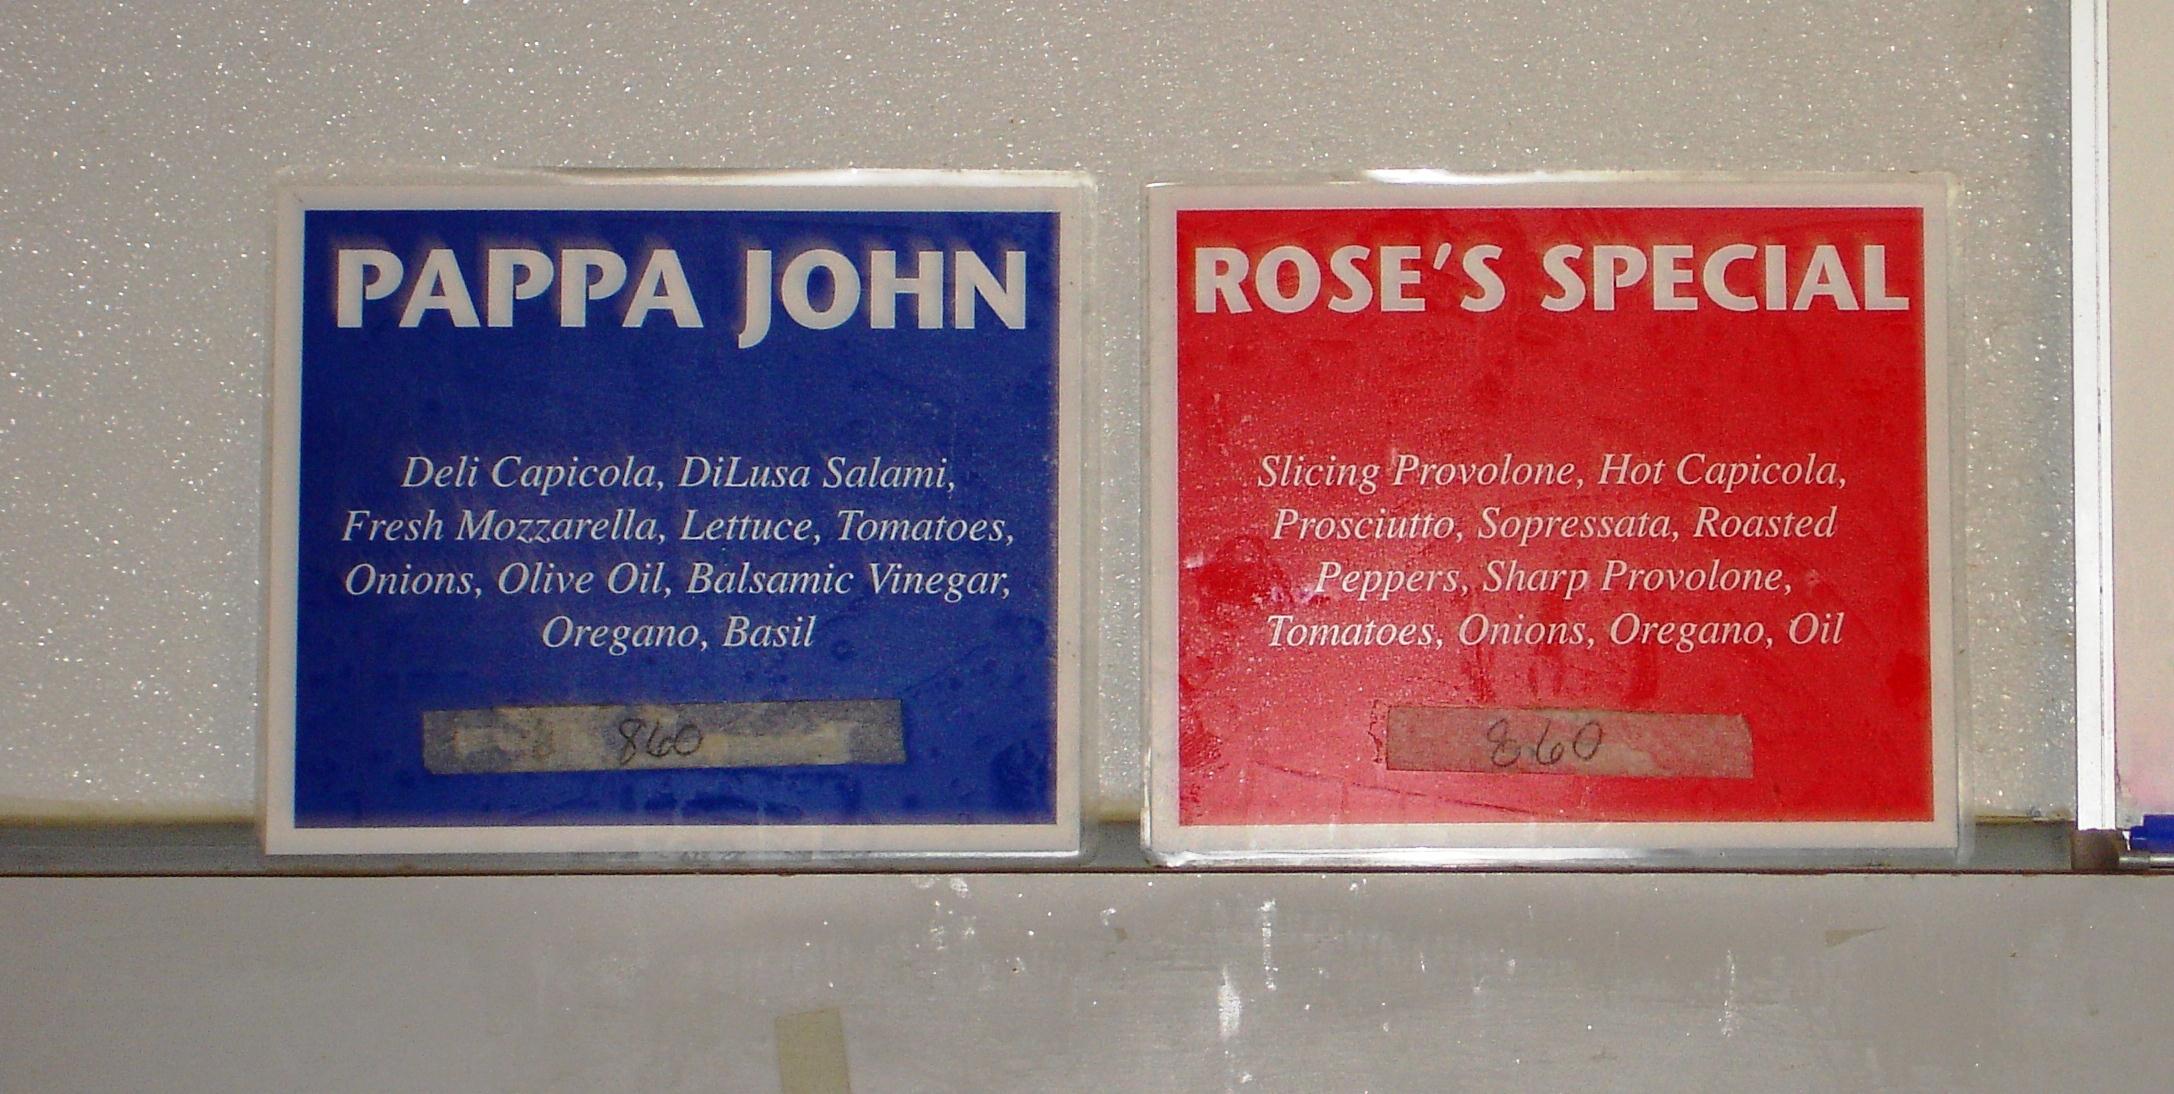 PAPPA JOHN
Deli Capicola, DiLusa Salami,
Fresh Mozzarella, Lettuce, Tomatoes,
Onions, Olive Oil, Balsamic Vinegar,
Oregano, Basil
860
ROSE'S SPECIAL
Slicing Provolone, Hot Capicola,
Prosciutto, Sopressata, Roasted
Peppers, Sharp Provolone,
Tomatoes, Onions, Oregano, Oil
860